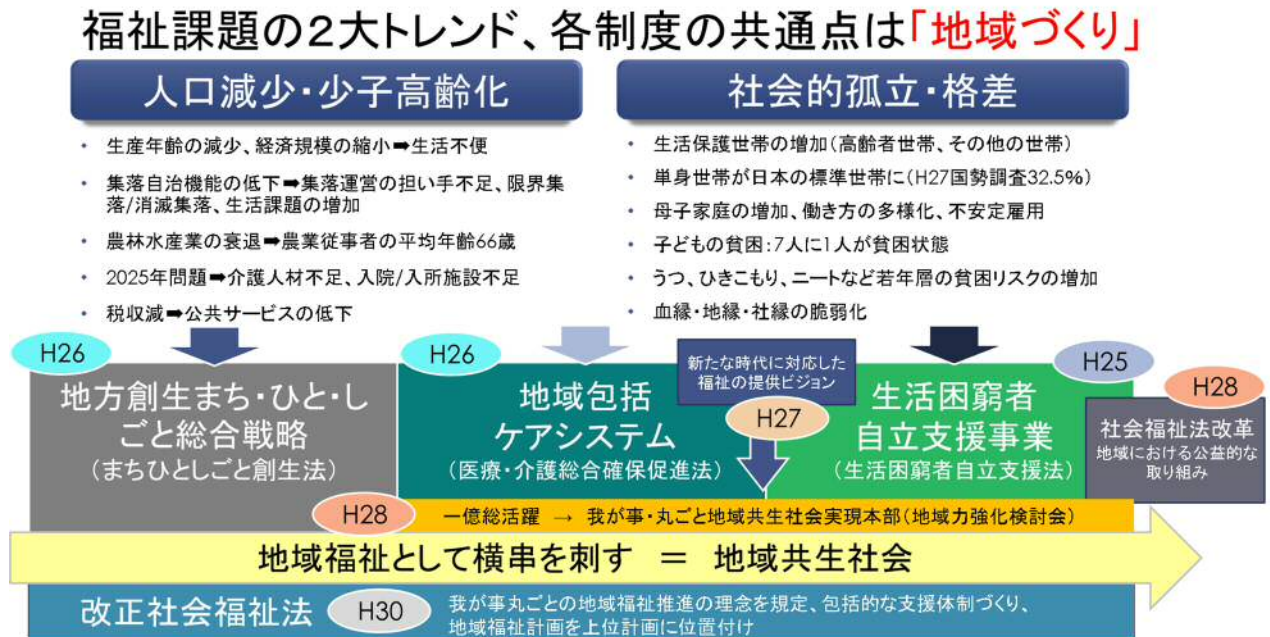 福祉課題の2大トレンド、各制度の共通点は「地域づくり」
人口減少・少子高齢化
・ 生産年齢の減少、経済規模の縮小➡生活不便
・ 集落自治機能の低下➡集落運営の担い手不足、限界集
落/消滅集落、生活課題の増加
・ 農林水産業の衰退➡農業従事者の平均年齢66歳
・ 2025年問題➡介護人材不足、入院/入所施設不足
・ 税収減➡公共サービスの低下
社会的孤立・格差
・ 生活保護世帯の増加(高齢者世帯、その他の世帯)
・ 単身世帯が日本の標準世帯に(H27国勢調査32.5%)
・ 母子家庭の増加、働き方の多様化、不安定雇用
・ 子どもの貧困:7人に1人が貧困状態
・ うつ、ひきこもり、ニートなど若年層の貧困リスクの増加
・ 血縁・地縁・社縁の脆弱化
H26
地方創生まち・ひと・し
ごと総合戦略
(まちひとしごと創生法)
H26
地域包括
ケアシステム
(医療・介護総合確保促進法)
新たな時代に対応した
福祉の提供ビジョン
H27
H25
生活困窮者
自立支援事業
(生活困窮者自立支援法)
H28
社会福祉法改革
地域における公益的な
取り組み
H28
一億総活躍 → 我が事・丸ごと地域共生社会実現本部(地域力強化検討会)
地域福祉として横串を刺す = 地域共生社会
改正社会福祉法
H30
我が事丸ごとの地域福祉推進の理念を規定、包括的な支援体制づくり、
地域福祉計画を上位計画に位置付け